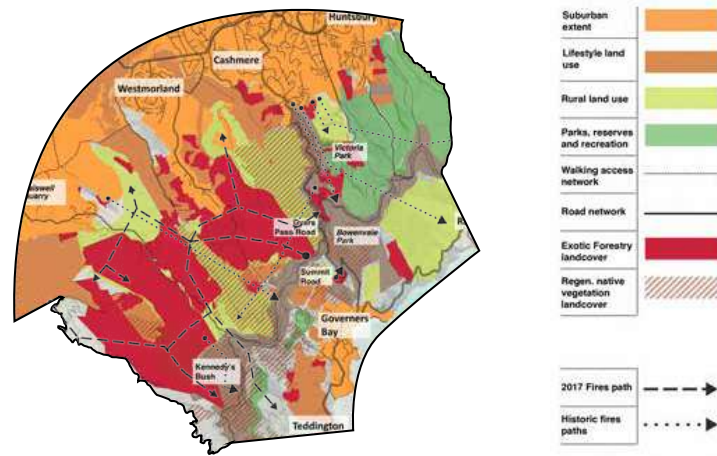 Huntsbury
Cashmere
Westmorland
Victoria
Park
Dyers
Pass Road
Bowenvale
Park
Summit
Road
Governers
Bay
Kennedy's
Bush
Teddington
Suburban
extent
Lifestyle land
use
Rural land use
Parks, reserves
and recreation
Walking access
network
Road network
Exotic Forestry
landcover
Regen. native
vegetation
landcover
2017 Fires path
Historic fires
paths